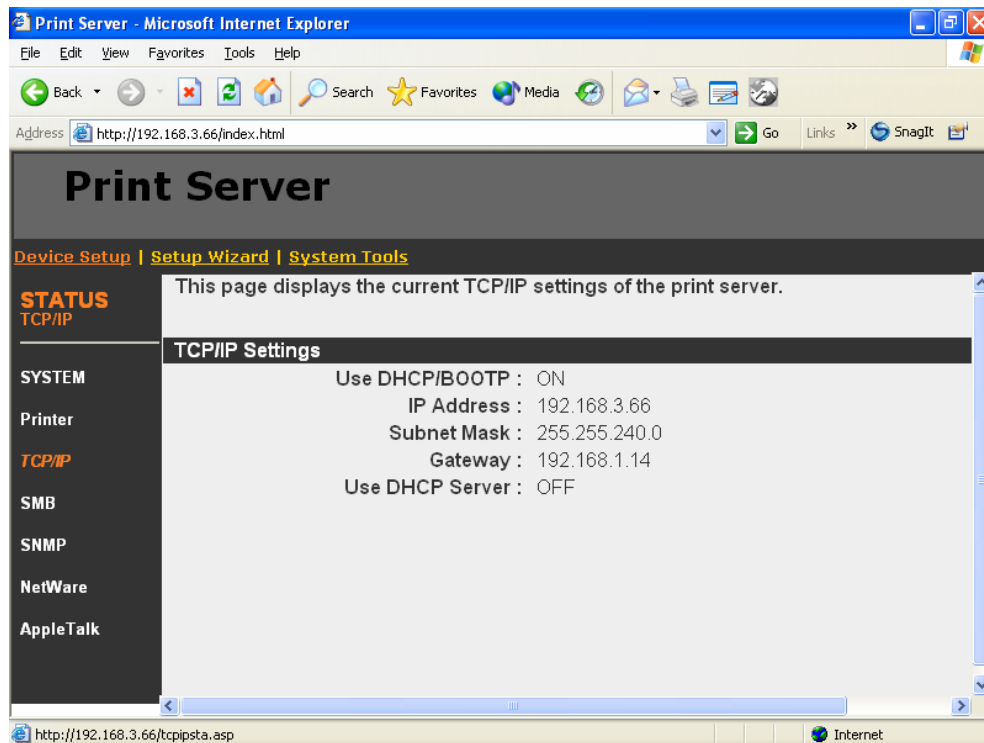 Print Server - Microsoft Internet Explorer
File Edit View Favorites Tools Help
Back Search Favorites Media
Address http://192.168.3.66/index.html Go Links » SnagIt
Print Server
Device Setup | Setup Wizard | System Tools
STATUS
TCP/IP
SYSTEM
Printer
TCP/IP
SMB
SNMP
NetWare
AppleTalk
This page displays the current TCP/IP settings of the print server.
TCP/IP Settings
Use DHCP/BOOTP : ON
IP Address : 192.168.3.66
Subnet Mask : 255.255.240.0
Gateway : 192.168.1.14
Use DHCP Server : OFF
http://192.168.3.66/tcpipsta.asp Internet